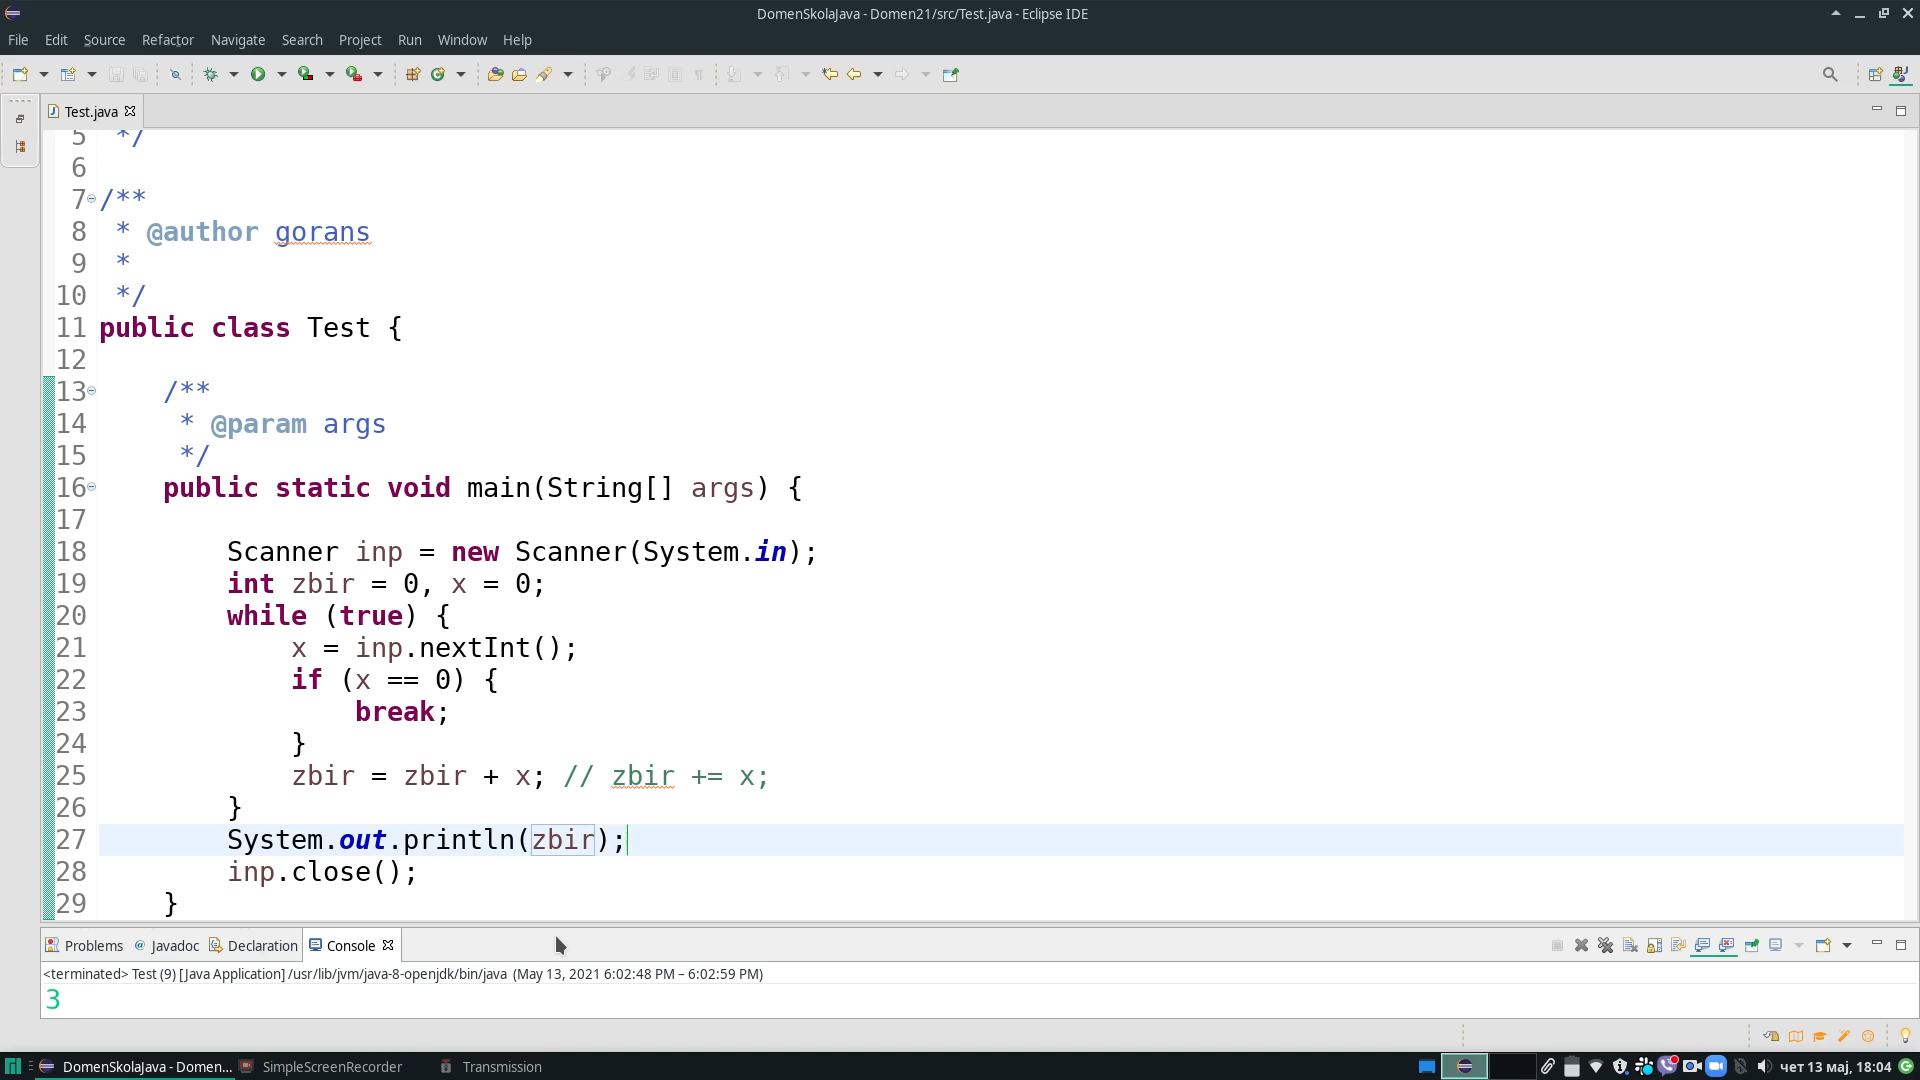 DomenSkolaJava - Domen21/src/Test.java - Eclipse IDE
File Edit Source Refactor Navigate Search Project Run Window Help
Test.java
5 */
6
7 /**
8 * @author gorans
9 *
10 */
11 public class Test {
12
13 /**
14 * @param args
15 */
16 public static void main(String[] args) {
17
18 Scanner inp = new Scanner(System.in);
19 int zbir = 0, x = 0;
20 while (true) {
21 x = inp.nextInt();
22 if (x == 0) {
23 break;
24 }
25 zbir = zbir + x; // zbir += x;
26 }
27 System.out.println(zbir);
28 inp.close();
29 }
Problems @ Javadoc Declaration Console
<terminated> Test (9) [Java Application] /usr/lib/jvm/java-8-openjdk/bin/java (May 13, 2021 6:02:48 PM – 6:02:59 PM)
3
DomenSkolaJava - Domen... SimpleScreenRecorder Transmission чет 13 мај, 18:04